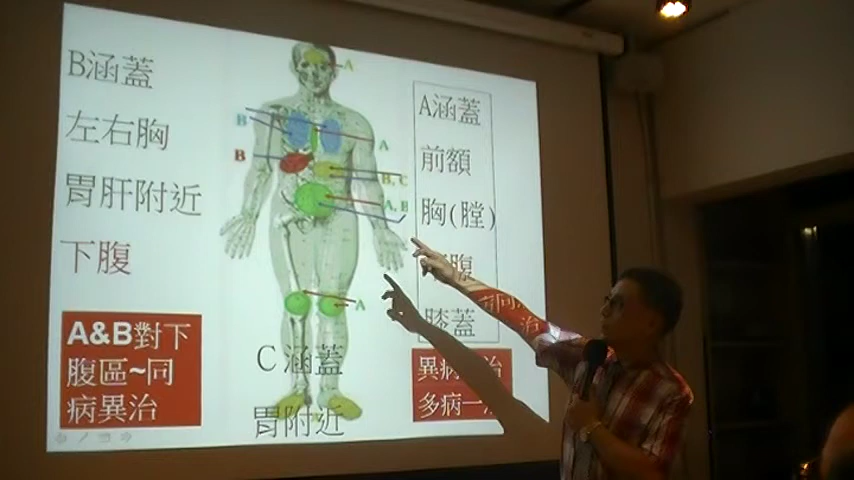 B涵蓋
左右胸
胃肝附近
下腹
A&B對下
腹區~同
病異治
A
B
A
B
B, C
A, B
A
C涵蓋
胃附近
A涵蓋
前額
胸(膛)
腹
膝蓋
異病 治
多病一